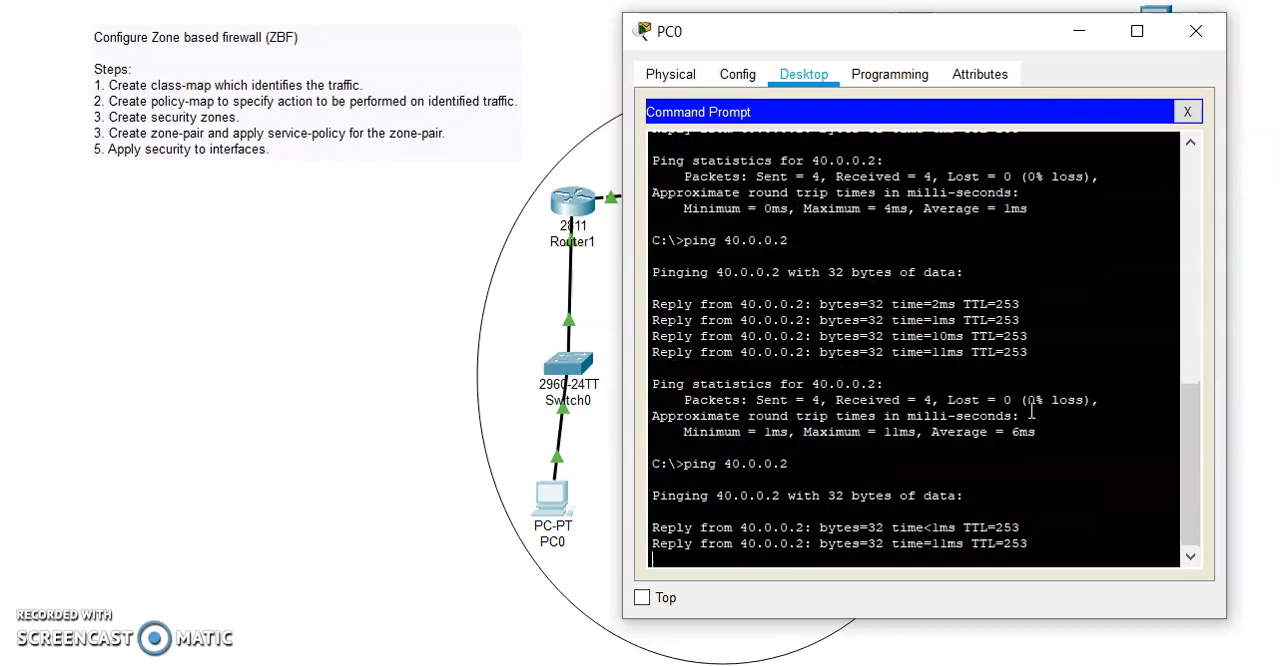 Configure Zone based firewall (ZBF)
Steps:
1. Create class-map which identifies the traffic.
2. Create policy-map to specify action to be performed on identified traffic.
3. Create security zones.
3. Create zone-pair and apply service-policy for the zone-pair.
5. Apply security to interfaces.
2811
Router1
2960-24TT
Switch0
PC-PT
PC0
RECORDED WITH
SCREENCAST MATIC
PC0
Physical Config Desktop Programming Attributes
Command Prompt X
Ping statistics for 40.0.0.2:
Packets: Sent = 4, Received = 4, Lost = 0 (0% loss),
Approximate round trip times in milli-seconds:
Minimum = 0ms, Maximum = 4ms, Average = 1ms
C:\>ping 40.0.0.2
Pinging 40.0.0.2 with 32 bytes of data:
Reply from 40.0.0.2: bytes=32 time=2ms TTL=253
Reply from 40.0.0.2: bytes=32 time=1ms TTL=253
Reply from 40.0.0.2: bytes=32 time=10ms TTL=253
Reply from 40.0.0.2: bytes=32 time=11ms TTL=253
Ping statistics for 40.0.0.2:
Packets: Sent = 4, Received = 4, Lost = 0 (0% loss),
Approximate round trip times in milli-seconds:
Minimum = 1ms, Maximum = 11ms, Average = 6ms
C:\>ping 40.0.0.2
Pinging 40.0.0.2 with 32 bytes of data:
Reply from 40.0.0.2: bytes=32 time<1ms TTL=253
Reply from 40.0.0.2: bytes=32 time=11ms TTL=253
Top